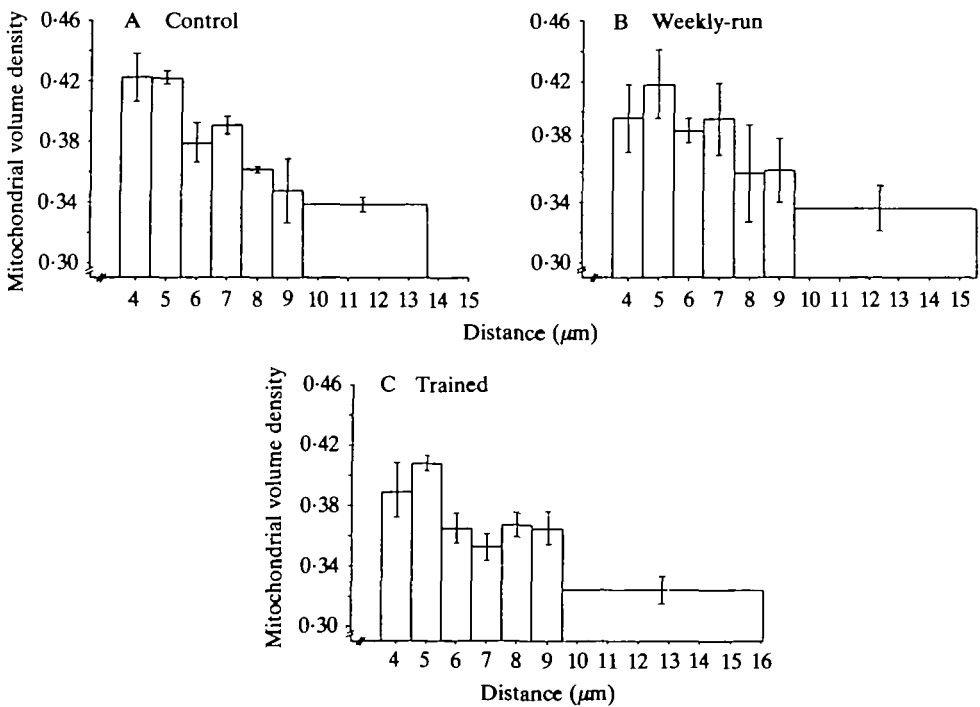 A Control
Mitochondrial volume density
0·46
0·42
0·38
0·34
0·30
4 5 6 7 8 9 10 11 12 13 14 15
B Weekly-run
0·46
0·42
0·38
0·34
0·30
4 5 6 7 8 9 10 11 12 13 14 15
Distance (μm)
C Trained
Mitochondrial volume density
0·46
0·42
0·38
0·34
0·30
4 5 6 7 8 9 10 11 12 13 14 15 16
Distance (μm)